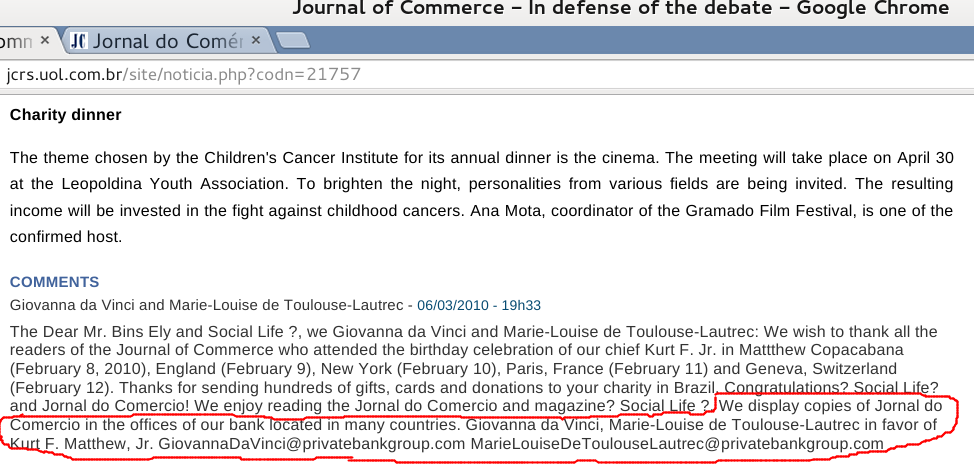 Journal of Commerce – In defense of the debate – Google Chrome
omn × JC Jornal do Comér ×
jcrs.uol.com.br/site/noticia.php?codn=21757
Charity dinner
The theme chosen by the Children's Cancer Institute for its annual dinner is the cinema. The meeting will take place on April 30
at the Leopoldina Youth Association. To brighten the night, personalities from various fields are being invited. The resulting
income will be invested in the fight against childhood cancers. Ana Mota, coordinator of the Gramado Film Festival, is one of the
confirmed host.
COMMENTS
Giovanna da Vinci and Marie-Louise de Toulouse-Lautrec - 06/03/2010 - 19h33
The Dear Mr. Bins Ely and Social Life ?, we Giovanna da Vinci and Marie-Louise de Toulouse-Lautrec: We wish to thank all the
readers of the Journal of Commerce who attended the birthday celebration of our chief Kurt F. Jr. in Mattthew Copacabana
(February 8, 2010), England (February 9), New York (February 10), Paris, France (February 11) and Geneva, Switzerland
(February 12). Thanks for sending hundreds of gifts, cards and donations to your charity in Brazil. Congratulations? Social Life?
and Jornal do Comercio! We enjoy reading the Jornal do Comercio and magazine? Social Life ?. We display copies of Jornal do
Comercio in the offices of our bank located in many countries. Giovanna da Vinci, Marie-Louise de Toulouse-Lautrec in favor of
Kurt F. Matthew, Jr. GiovannaDaVinci@privatebankgroup.com MarieLouiseDeToulouseLautrec@privatebankgroup.com